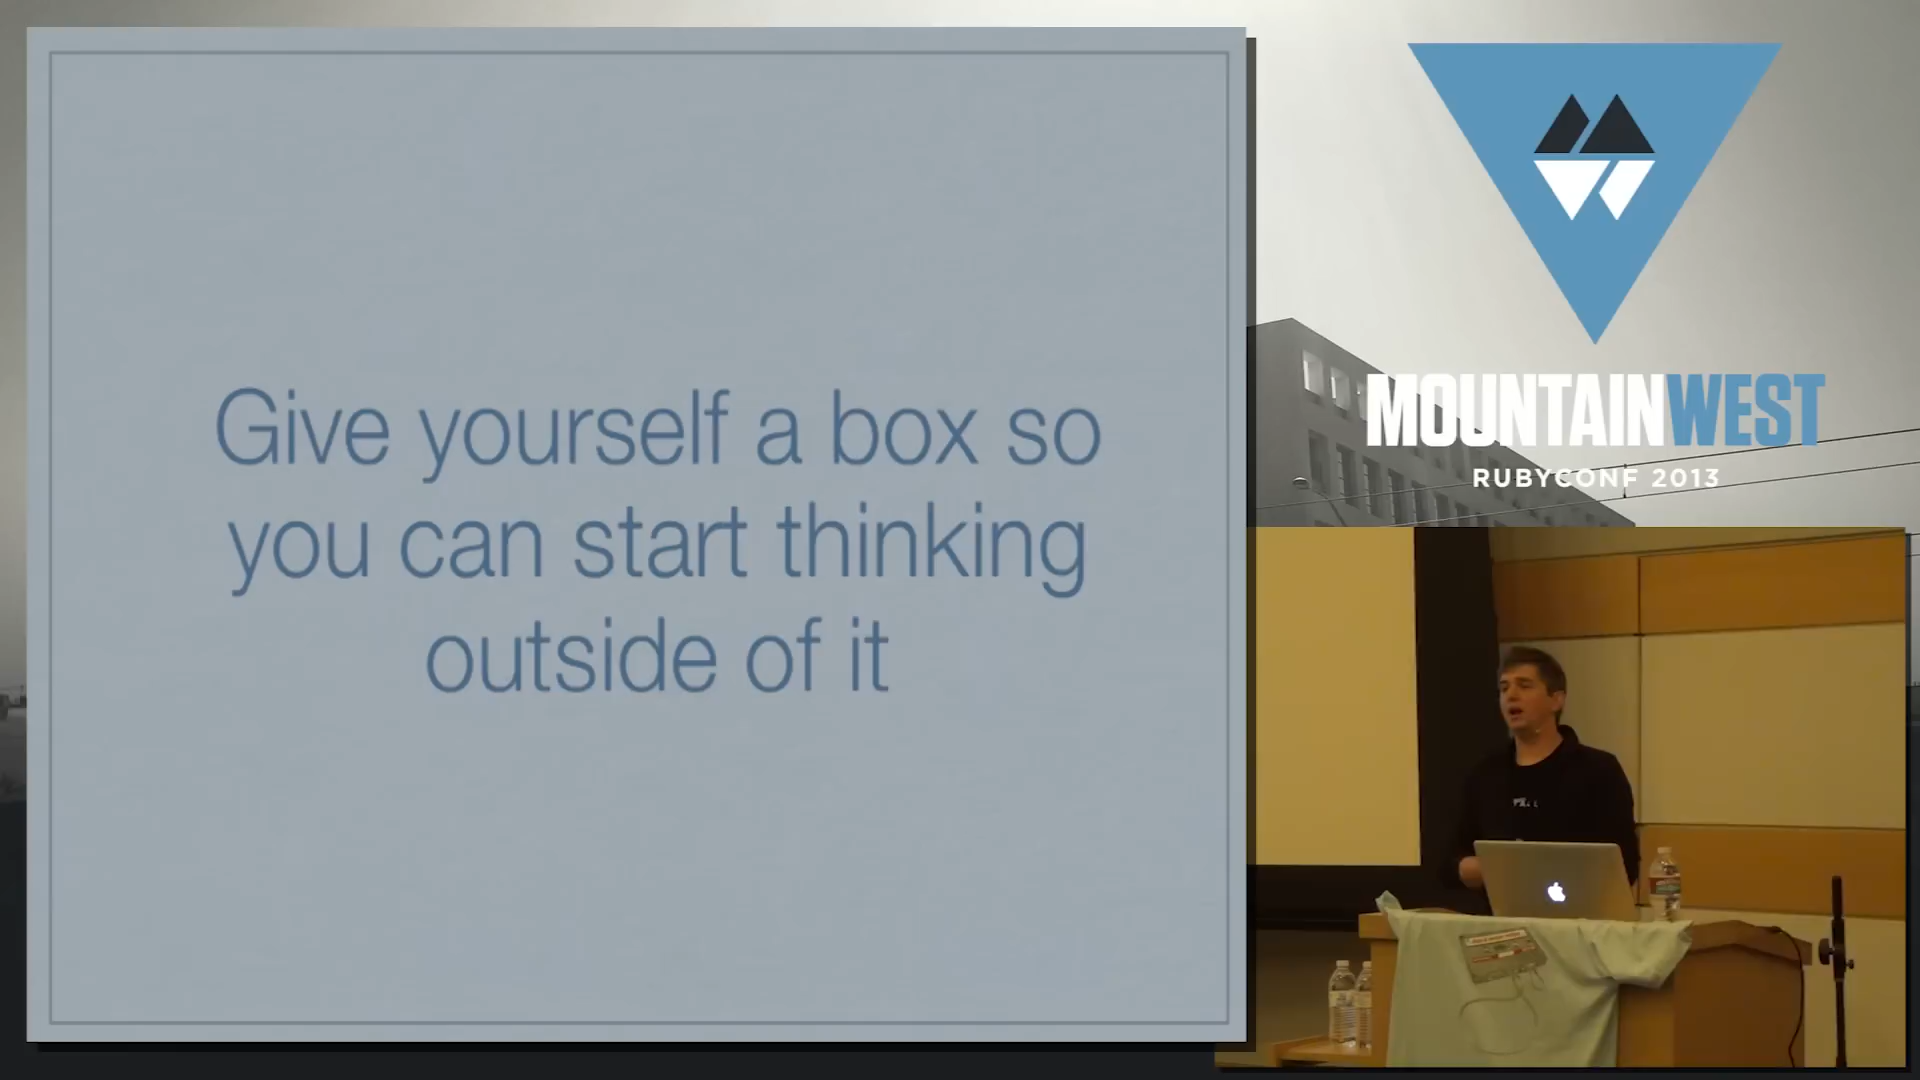 Give yourself a box so
you can start thinking
outside of it
MOUNTAINWEST
RUBYCONF 2013